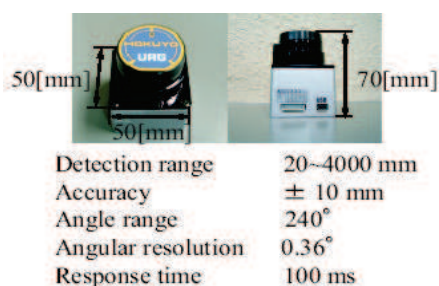 HOKUYO
URG
50[mm]
70[mm]
50[mm]
Detection range 20~4000 mm
Accuracy ± 10 mm
Angle range 240°
Angular resolution 0.36°
Response time 100 ms